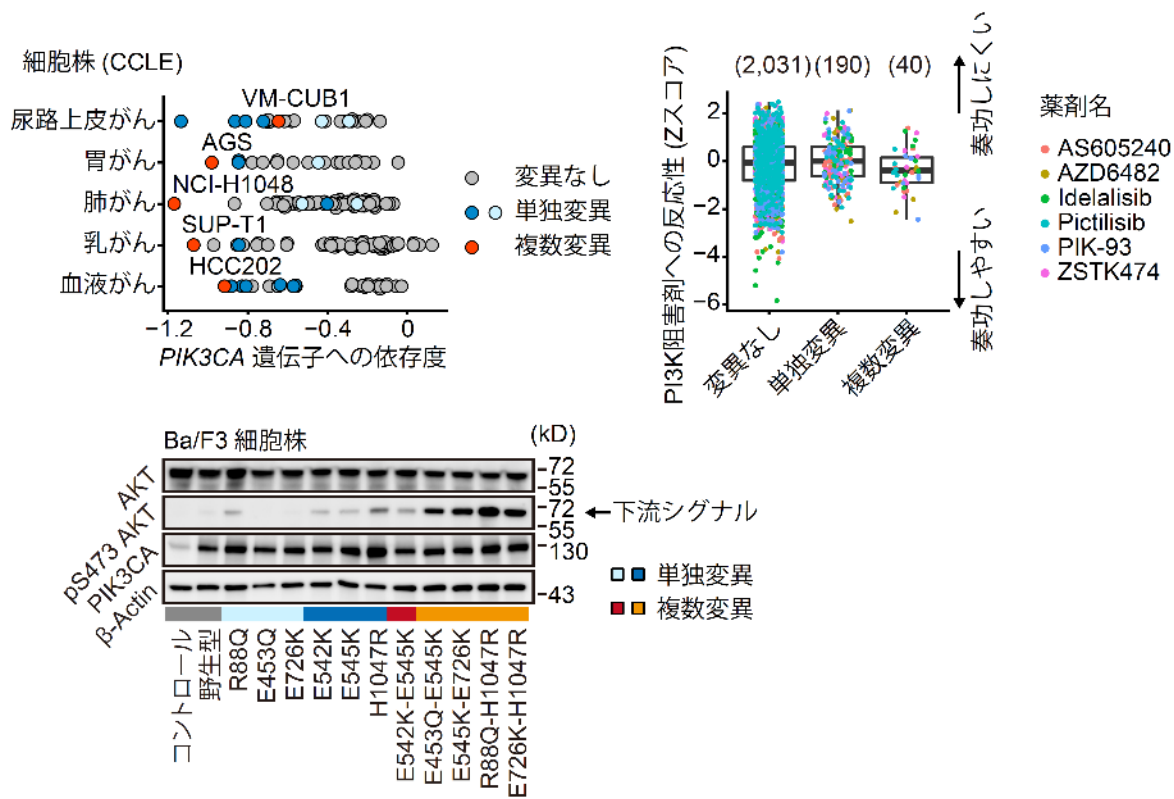 細胞株 (CCLE)
尿路上皮がん
胃がん
肺がん
乳がん
血液がん
VM-CUB1
AGS
NCI-H1048
SUP-T1
HCC202
−1.2
−0.8
−0.4
0
PIK3CA 遺伝子への依存度
変異なし
単独変異
複数変異
PI3K阻害剤への反応性 (Zスコア)
(2,031)
(190)
(40)
2
0
−2
−4
−6
変異なし
単独変異
複数変異
奏功しにくい
奏功しやすい
薬剤名
AS605240
AZD6482
Idelalisib
Pictilisib
PIK-93
ZSTK474
Ba/F3 細胞株
(kD)
AKT
pS473 AKT
PIK3CA
β-Actin
-72
-55
-72
-55
-130
-43
下流シグナル
単独変異
複数変異
コントロール
野生型
R88Q
E453Q
E726K
E542K
E545K
H1047R
E542K-E545K
E453Q-E545K
E545K-E726K
R88Q-H1047R
E726K-H1047R